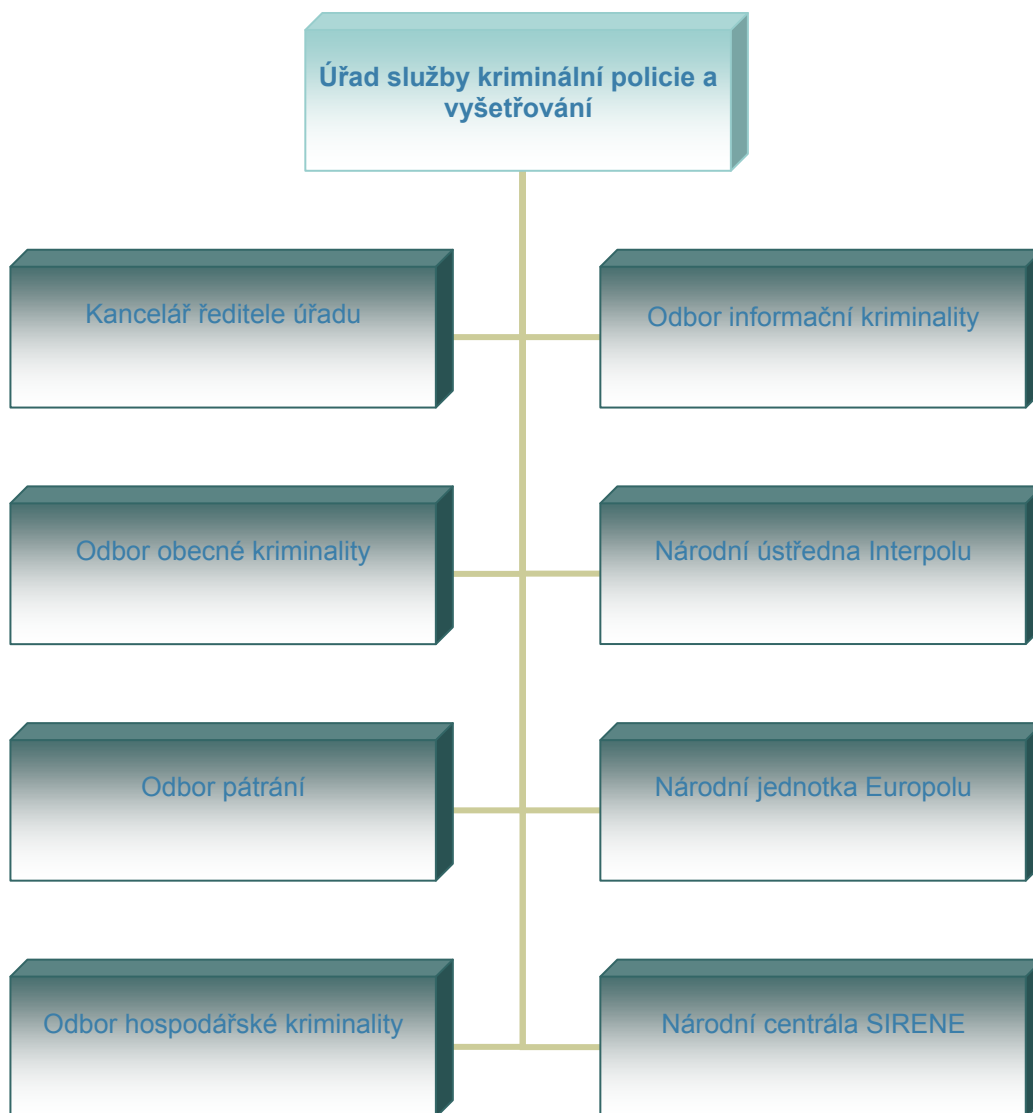 Úřad služby kriminální policie a
vyšetřování
Kancelář ředitele úřadu
Odbor informační kriminality
Odbor obecné kriminality
Národní ústředna Interpolu
Odbor pátrání
Národní jednotka Europolu
Odbor hospodářské kriminality
Národní centrála SIRENE